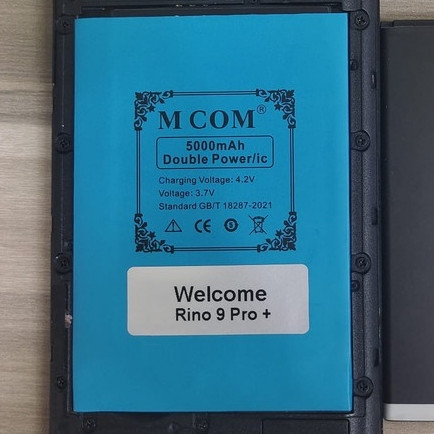 M COM®
5000mAh
Double Power/ic
Charging Voltage: 4.2V
Voltage: 3.7V
Standard GB/T 18287-2021
CE
Welcome
Rino 9 Pro +